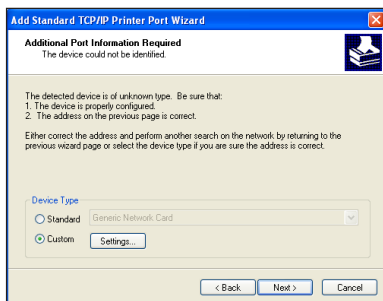 Add Standard TCP/IP Printer Port Wizard
Additional Port Information Required
The device could not be identified.
The detected device is of unknown type. Be sure that:
1. The device is properly configured.
2. The address on the previous page is correct.
Either correct the address and perform another search on the network by returning to the
previous wizard page or select the device type if you are sure the address is correct.
Device Type
Standard Generic Network Card
Custom Settings...
< Back Next > Cancel